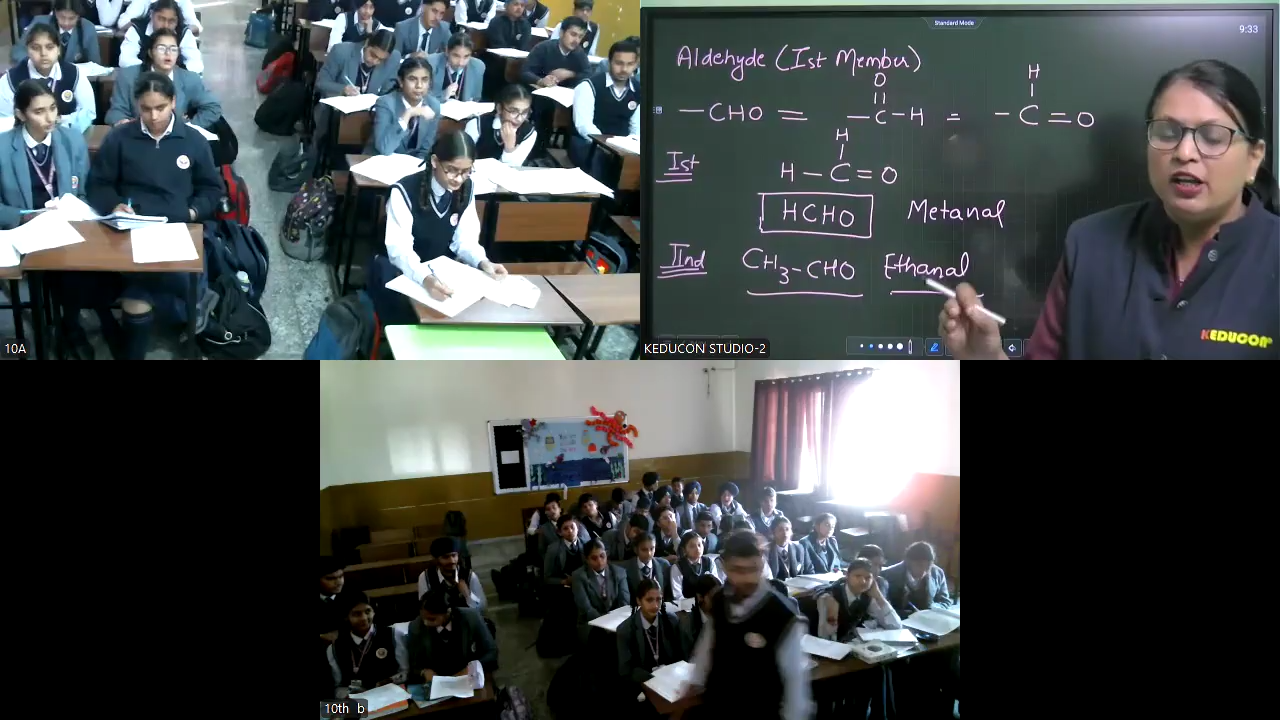 Standard Mode
9:33
Aldehyde (Ist Member)
O
H
—CHO = —C—H = —C=O
H
Ist H—C=O
HCHO Metanal
IInd CH3-CHO Ethanal
KEDUCON
10A
KEDUCON STUDIO-2
10th b